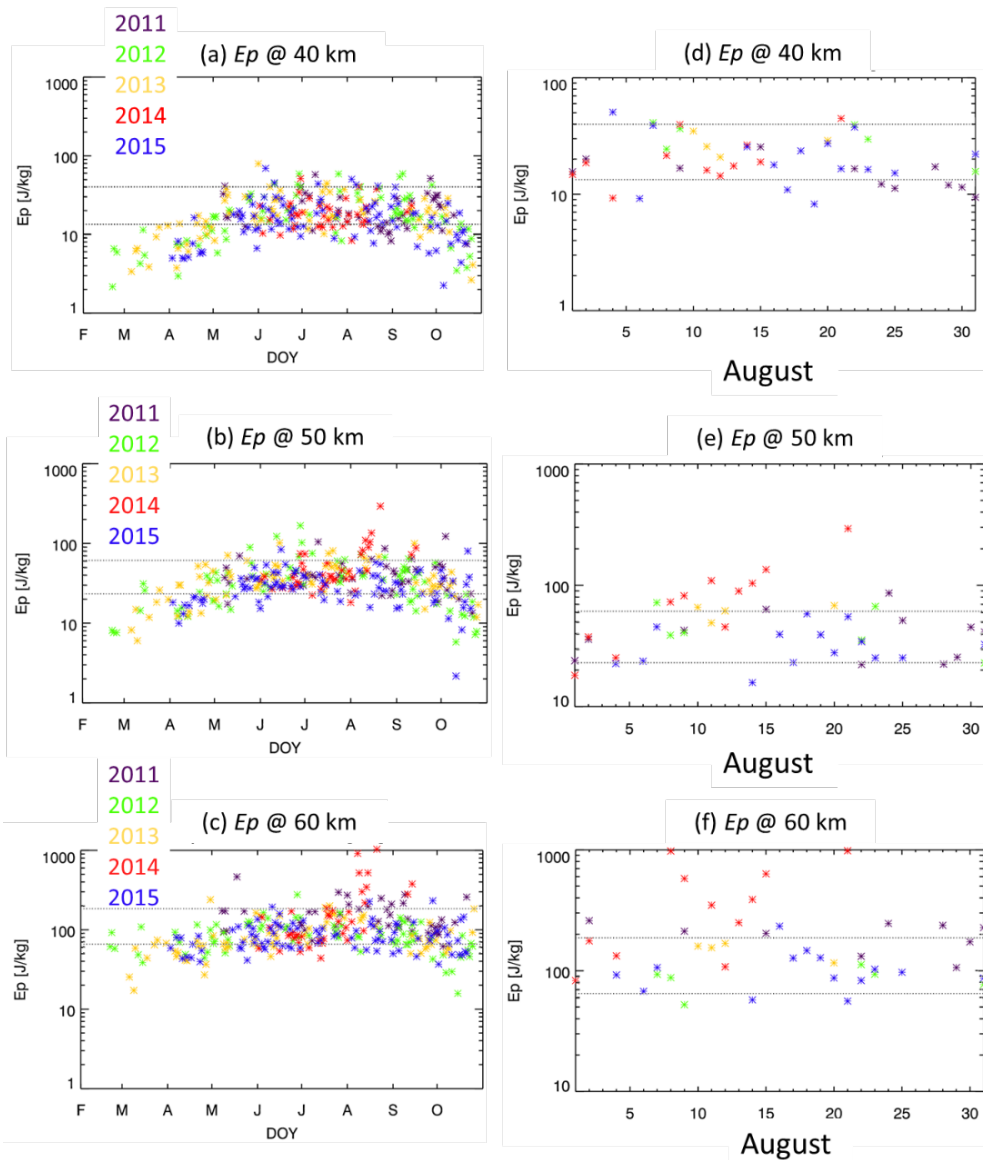 2011
2012
2013
2014
2015
(a) Ep @ 40 km
1000
100
10
1
Ep [J/kg]
F M A M J J A S O
DOY
(d) Ep @ 40 km
100
10
1
Ep [J/kg]
5 10 15 20 25 30
August
2011
2012
2013
2014
2015
(b) Ep @ 50 km
1000
100
10
1
Ep [J/kg]
F M A M J J A S O
DOY
(e) Ep @ 50 km
1000
100
10
Ep [J/kg]
5 10 15 20 25 30
August
2011
2012
2013
2014
2015
(c) Ep @ 60 km
1000
100
10
1
Ep [J/kg]
F M A M J J A S O
DOY
(f) Ep @ 60 km
1000
100
10
Ep [J/kg]
5 10 15 20 25 30
August